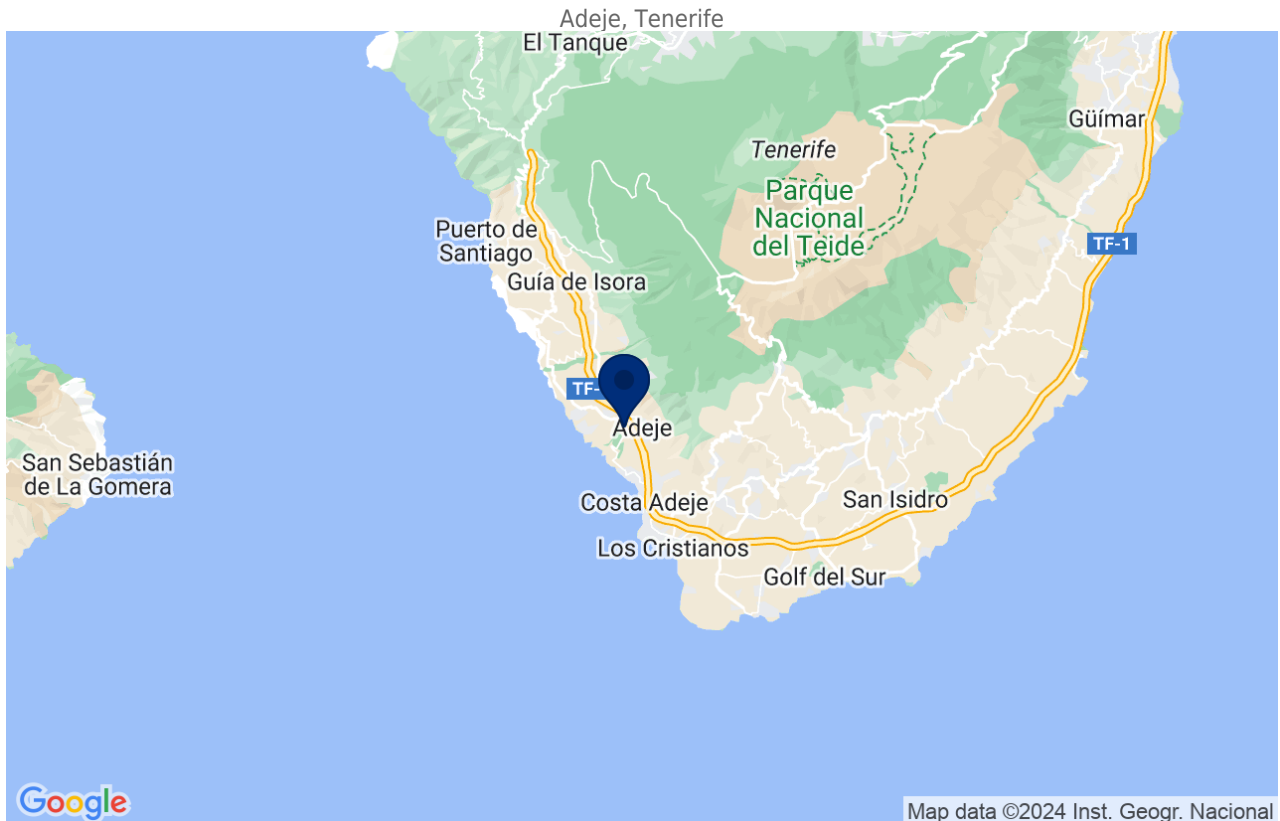 Adeje, Tenerife
El Tanque
Güímar
Tenerife
Parque
Nacional
del Teide
Puerto de
Santiago
TF-1
Guía de Isora
TF-
Adeje
San Sebastián
de La Gomera
Costa Adeje
San Isidro
Los Cristianos
Golf del Sur
Google
Map data ©2024 Inst. Geogr. Nacional